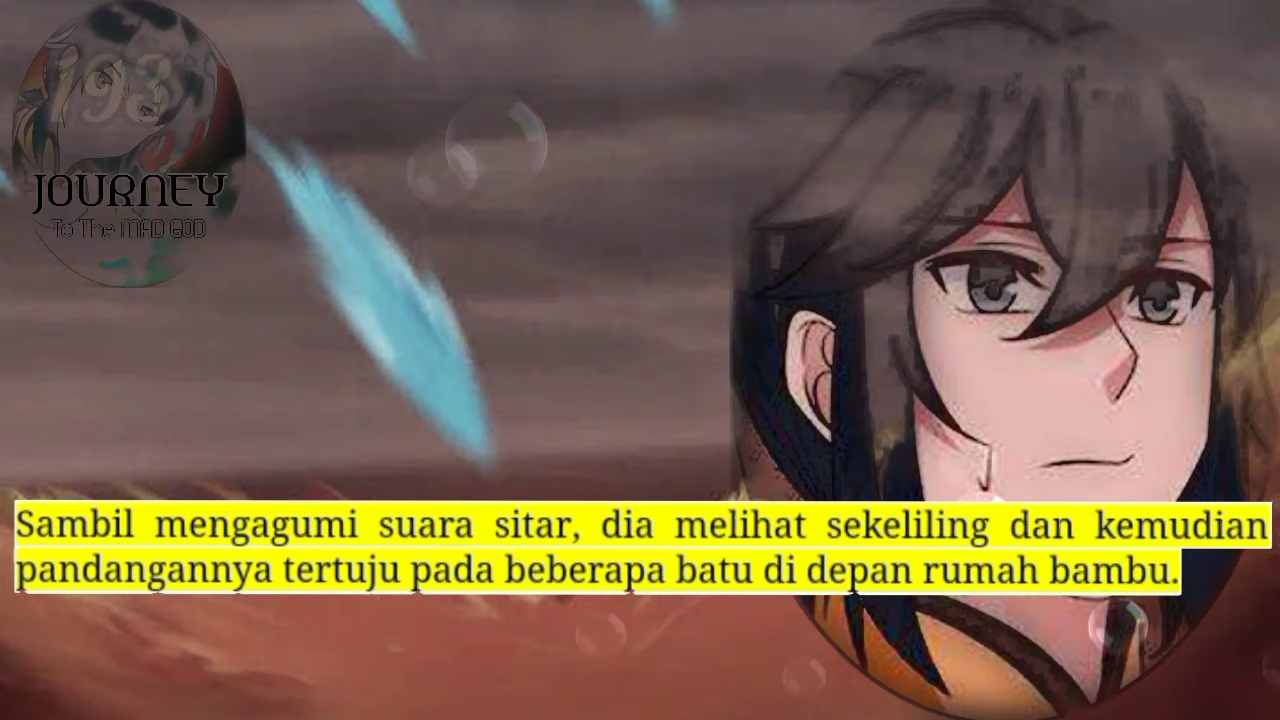 193
JOURNEY
To The MAD GOD
Sambil mengagumi suara sitar, dia melihat sekeliling dan kemudian
pandangannya tertuju pada beberapa batu di depan rumah bambu.